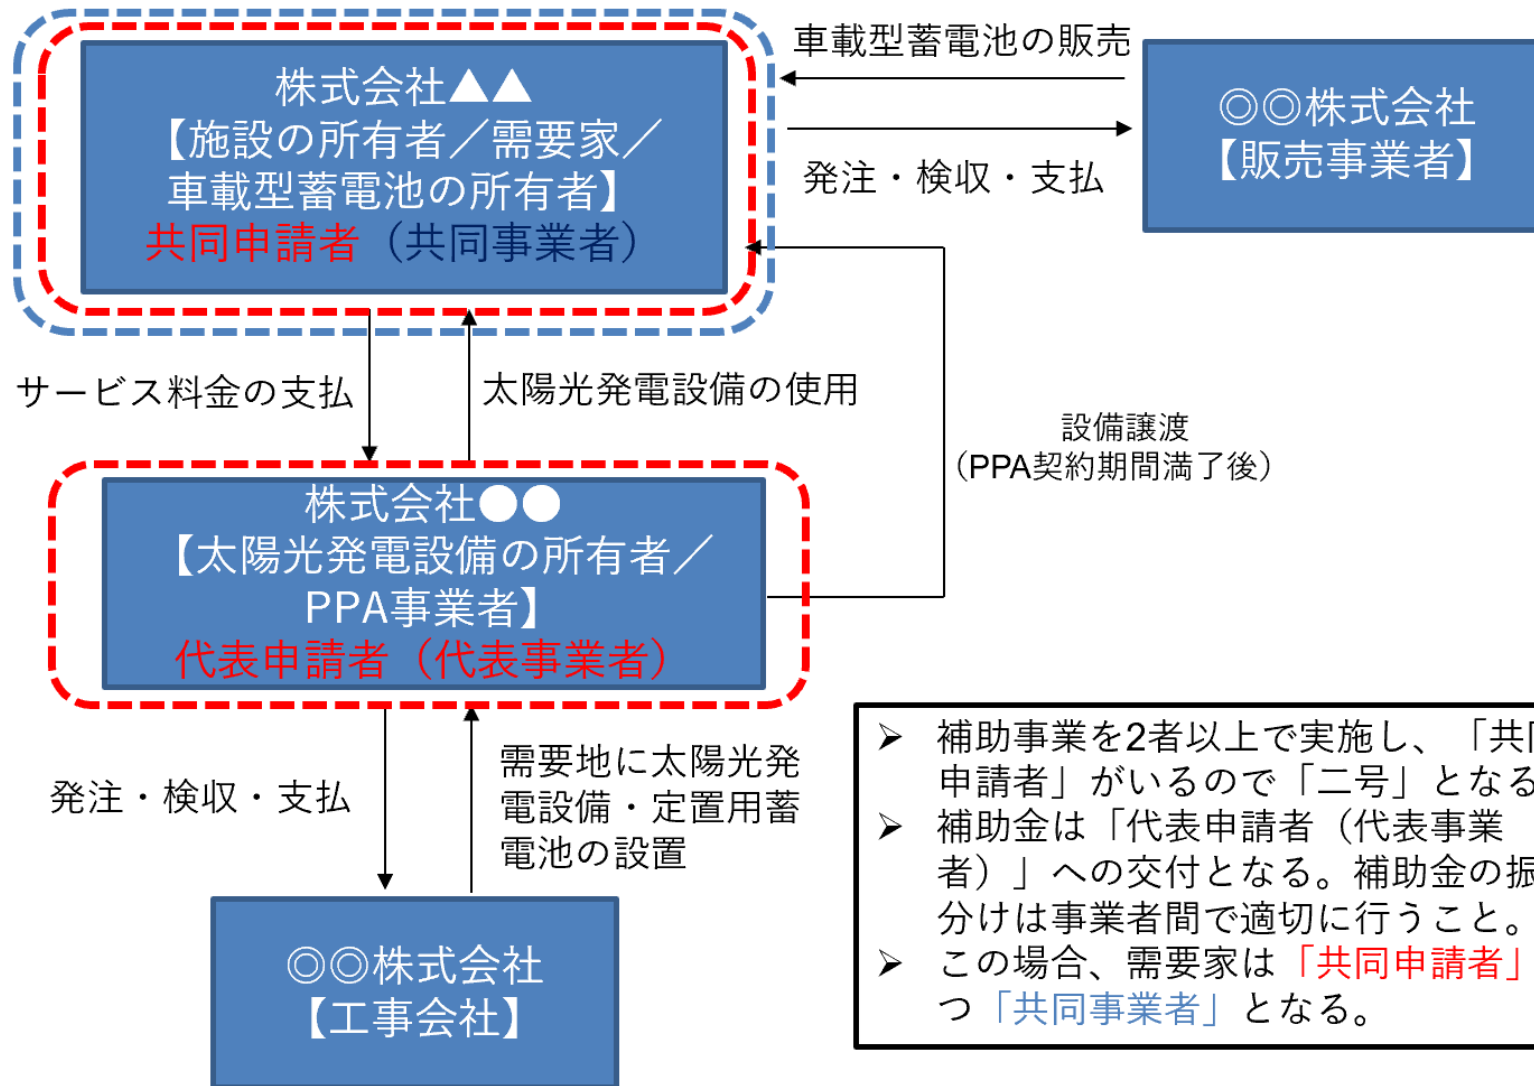 株式会社▲▲
【施設の所有者／需要家／
車載型蓄電池の所有者】
共同申請者（共同事業者）
車載型蓄電池の販売
発注・検収・支払
◎◎株式会社
【販売事業者】
サービス料金の支払
太陽光発電設備の使用
設備譲渡
（PPA契約期間満了後）
株式会社●●
【太陽光発電設備の所有者／
PPA事業者】
代表申請者（代表事業者）
発注・検収・支払
需要地に太陽光発
電設備・定置用蓄
電池の設置
◎◎株式会社
【工事会社】
➢ 補助事業を2者以上で実施し、「共同
申請者」がいるので「二号」となる
➢ 補助金は「代表申請者（代表事業
者）」への交付となる。補助金の振
分けは事業者間で適切に行うこと。
➢ この場合、需要家は「共同申請者」
つ「共同事業者」となる。